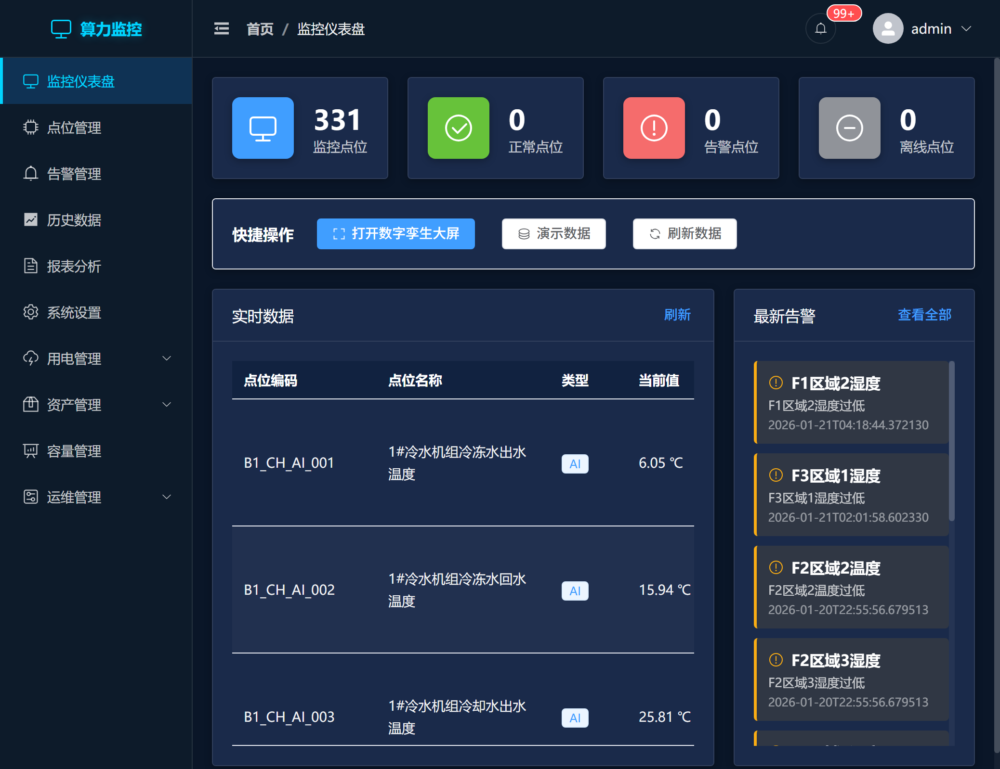 算力监控
首页 / 监控仪表盘
99+
admin
监控仪表盘
点位管理
告警管理
历史数据
报表分析
系统设置
用电管理
资产管理
容量管理
运维管理
331
监控点位
0
正常点位
0
告警点位
0
离线点位
快捷操作
打开数字孪生大屏
演示数据
刷新数据
实时数据
刷新
点位编码 点位名称 类型 当前值
B1_CH_AI_001 1#冷水机组冷冻水出水 AI 6.05 ℃
温度
B1_CH_AI_002 1#冷水机组冷冻水回水 AI 15.94 ℃
温度
B1_CH_AI_003 1#冷水机组冷却水出水 AI 25.81 ℃
温度
最新告警
查看全部
F1区域2湿度
F1区域2湿度过低
2026-01-21T04:18:44.372130
F3区域1湿度
F3区域1湿度过低
2026-01-21T02:01:58.602330
F2区域2温度
F2区域2温度过低
2026-01-20T22:55:56.679513
F2区域3湿度
F2区域3湿度过低
2026-01-20T22:55:56.679513